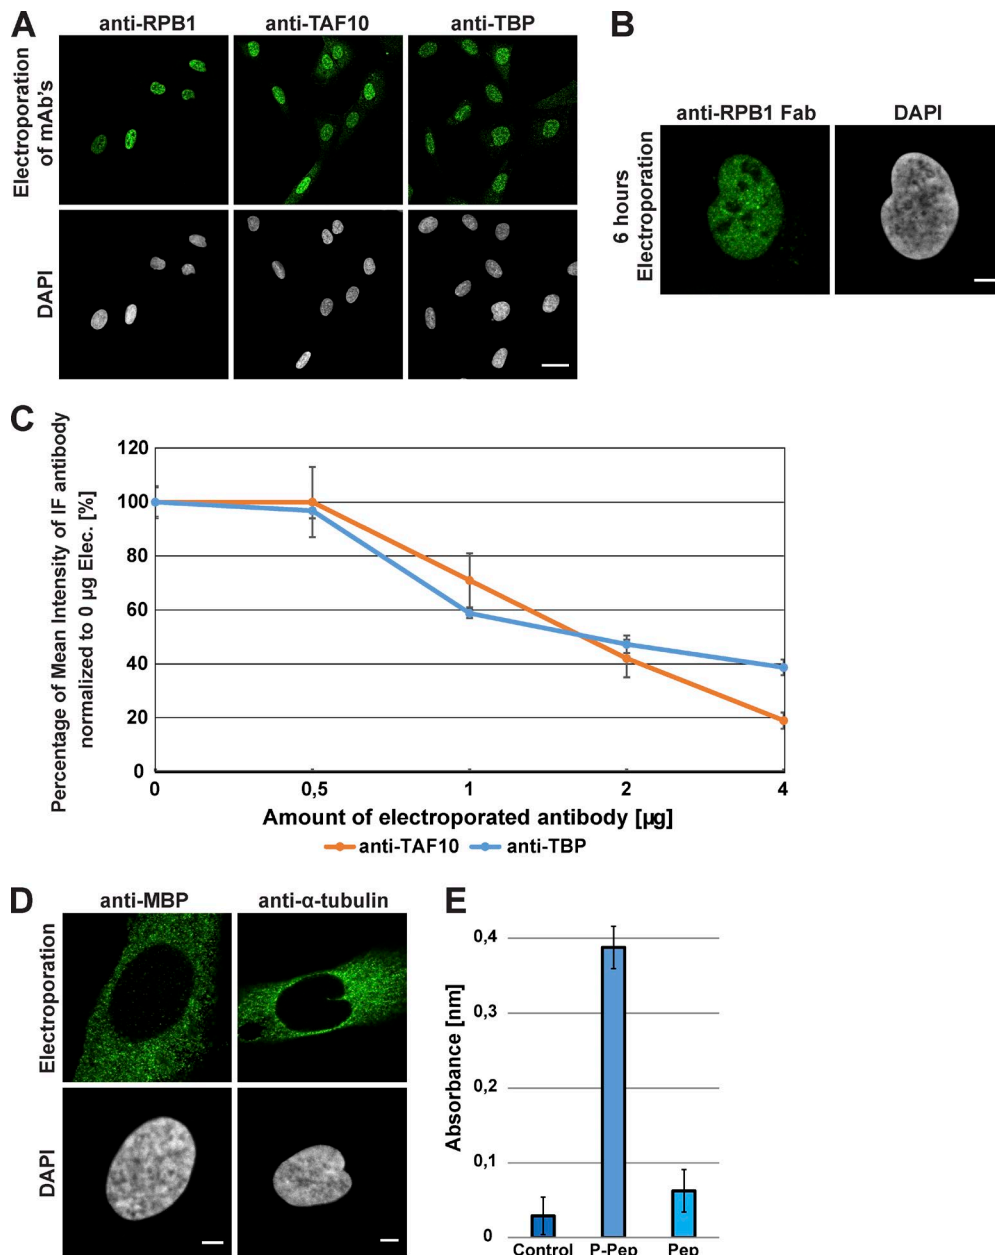 A
anti-RPB1
anti-TAF10
anti-TBP
Electroporation
of mAb's
DAPI
B
anti-RPB1 Fab
DAPI
6 hours
Electroporation
C
Percentage of Mean Intensity of IF antibody
normalized to 0 µg Elec. [%]
120
100
80
60
40
20
0
0
0,5
1
2
4
Amount of electroporated antibody [µg]
anti-TAF10
anti-TBP
D
anti-MBP
anti-α-tubulin
Electroporation
DAPI
E
Absorbance [nm]
0,4
0,3
0,2
0,1
0
Control
P-Pep
Pep